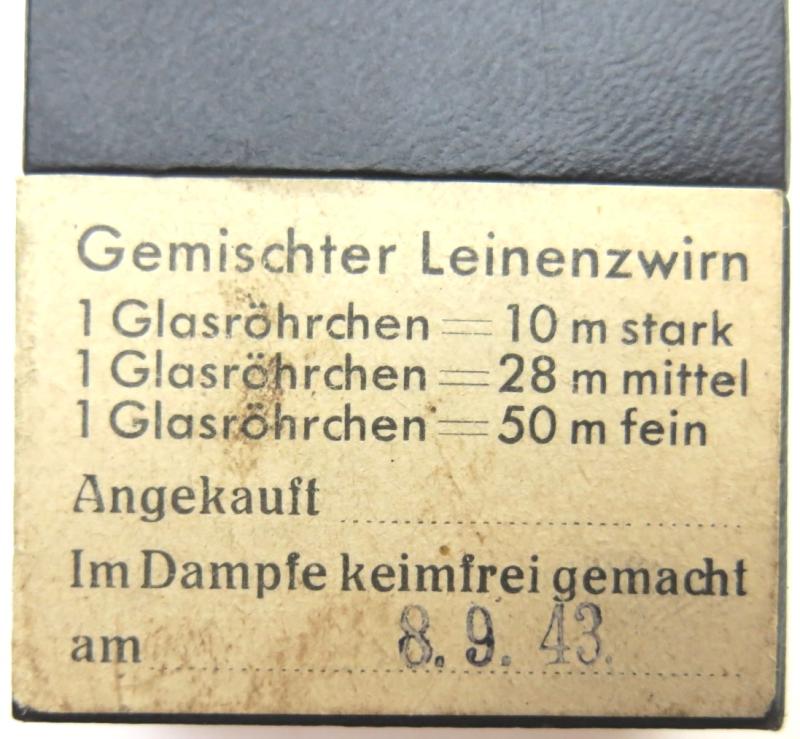 Gemischter Leinenzwirn
1 Glasröhrchen = 10 m stark
1 Glasröhrchen = 28 m mittel
1 Glasröhrchen = 50 m fein
Angekauft
Im Dampfe keimfrei gemacht
am 8. 9. 43.